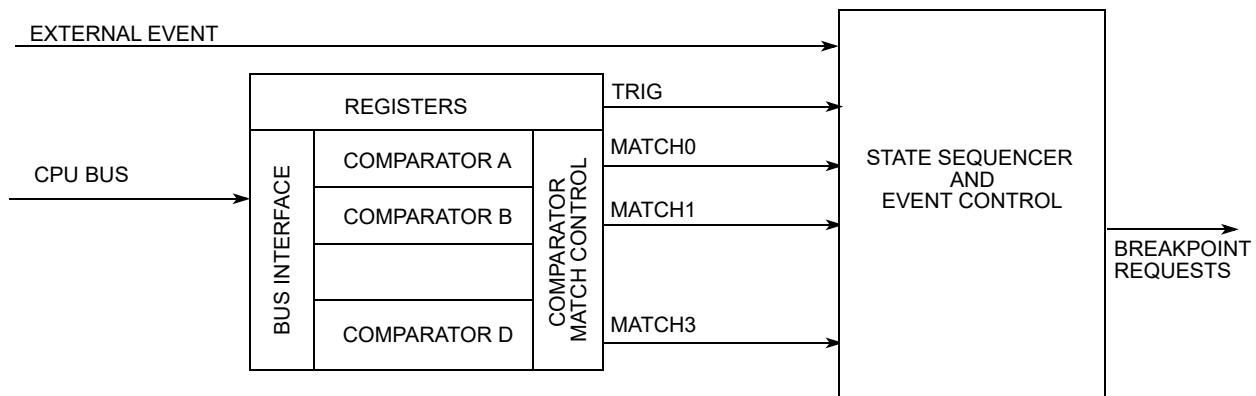 EXTERNAL EVENT
TRIG
REGISTERS
MATCH0
COMPARATOR A
CPU BUS
BUS INTERFACE
COMPARATOR B
COMPARATOR
MATCH CONTROL
MATCH1
COMPARATOR D
MATCH3
STATE SEQUENCER
AND
EVENT CONTROL
BREAKPOINT
REQUESTS